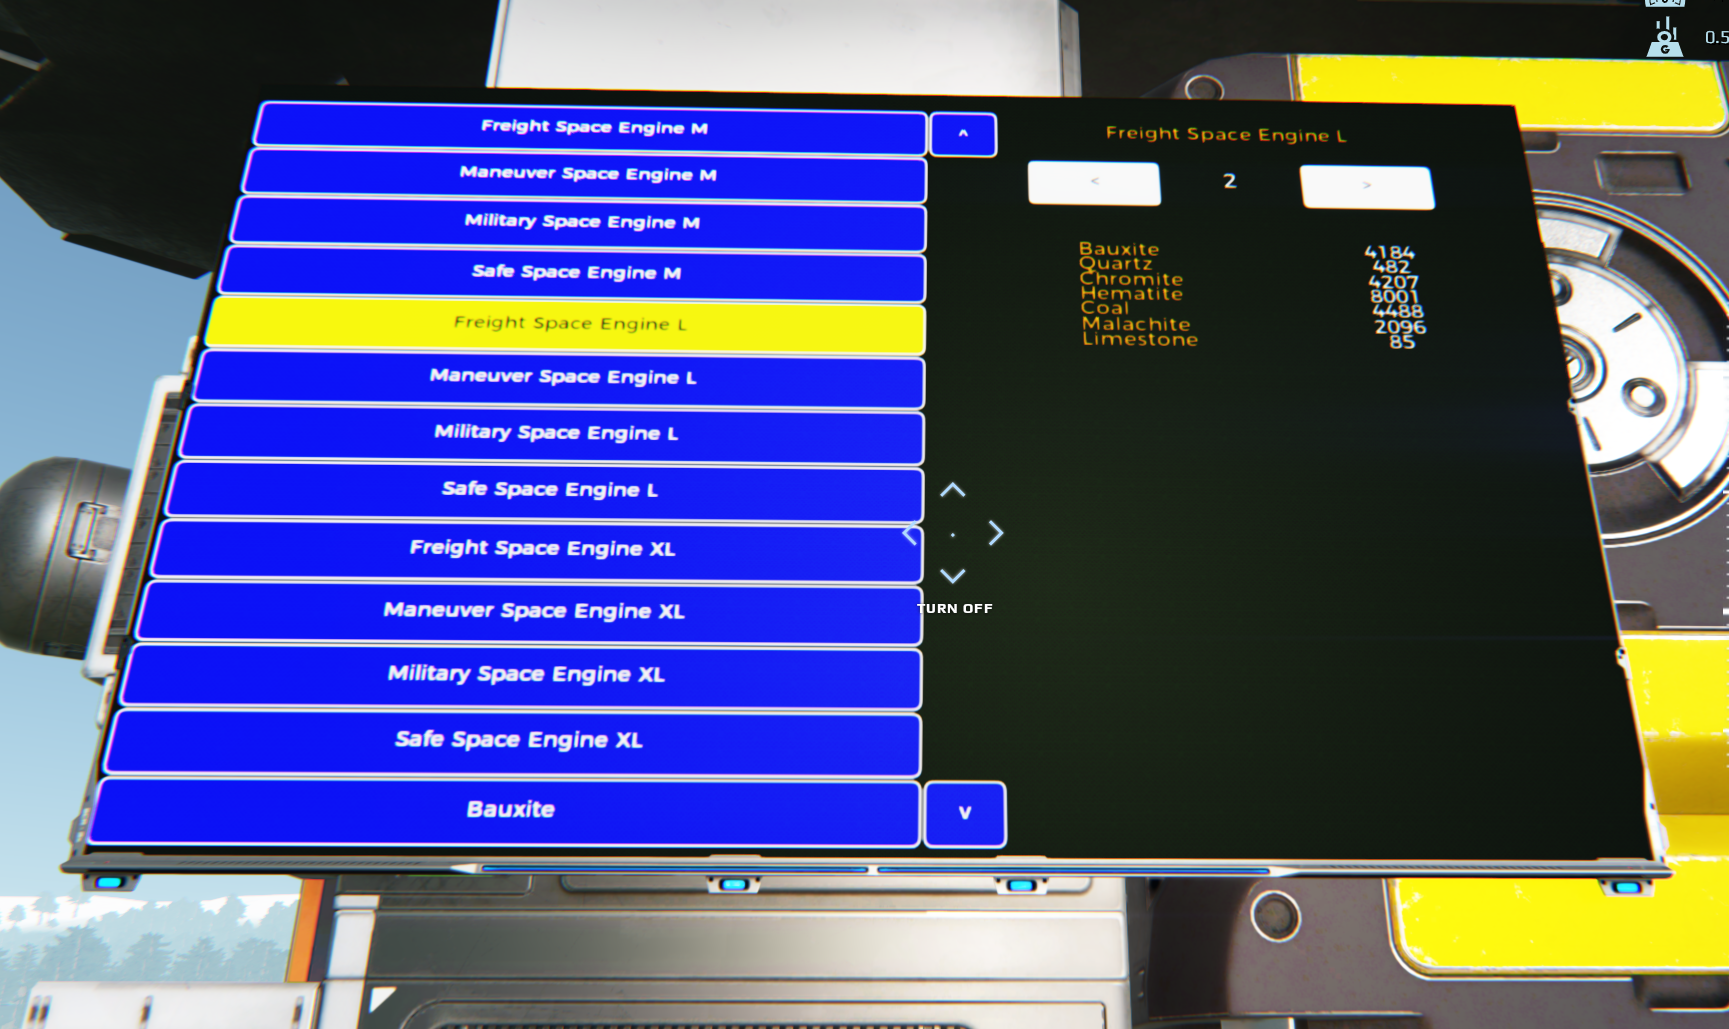 0.5
G
Freight Space Engine M
^
Freight Space Engine L
Maneuver Space Engine M
< 2 >
Military Space Engine M
Safe Space Engine M
Freight Space Engine L
Maneuver Space Engine L
Military Space Engine L
Safe Space Engine L
Freight Space Engine XL
Maneuver Space Engine XL
Military Space Engine XL
Safe Space Engine XL
Bauxite
v
Bauxite 4184
Quartz 482
Chromite 4207
Hematite 8001
Coal 4488
Malachite 2096
Limestone 85
TURN OFF